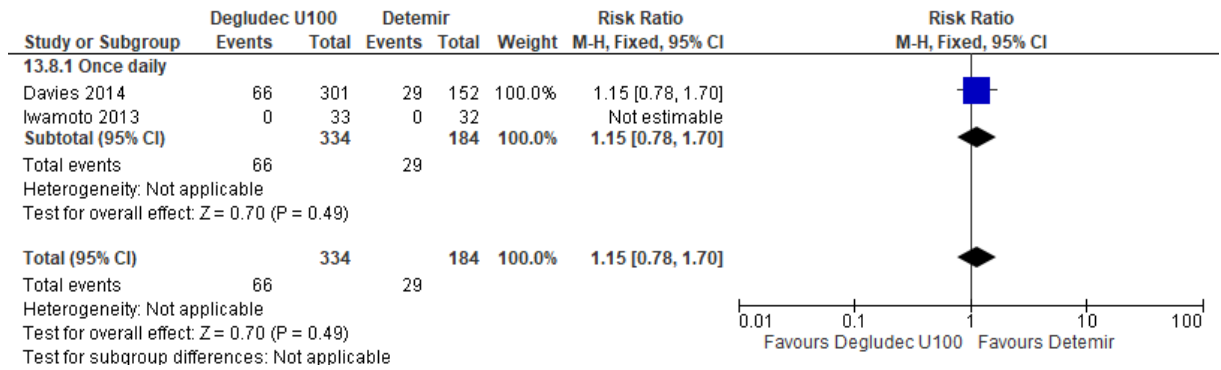 Degludec U100 Detemir Risk Ratio Risk Ratio
Study or Subgroup Events Total Events Total Weight M-H, Fixed, 95% CI M-H, Fixed, 95% CI
13.8.1 Once daily
Davies 2014 66 301 29 152 100.0% 1.15 [0.78, 1.70]
Iwamoto 2013 0 33 0 32 Not estimable
Subtotal (95% CI) 334 184 100.0% 1.15 [0.78, 1.70]
Total events 66 29
Heterogeneity: Not applicable
Test for overall effect: Z = 0.70 (P = 0.49)
Total (95% CI) 334 184 100.0% 1.15 [0.78, 1.70]
Total events 66 29
Heterogeneity: Not applicable
Test for overall effect: Z = 0.70 (P = 0.49)
Test for subgroup differences: Not applicable
0.01 0.1 1 10 100
Favours Degludec U100 Favours Detemir